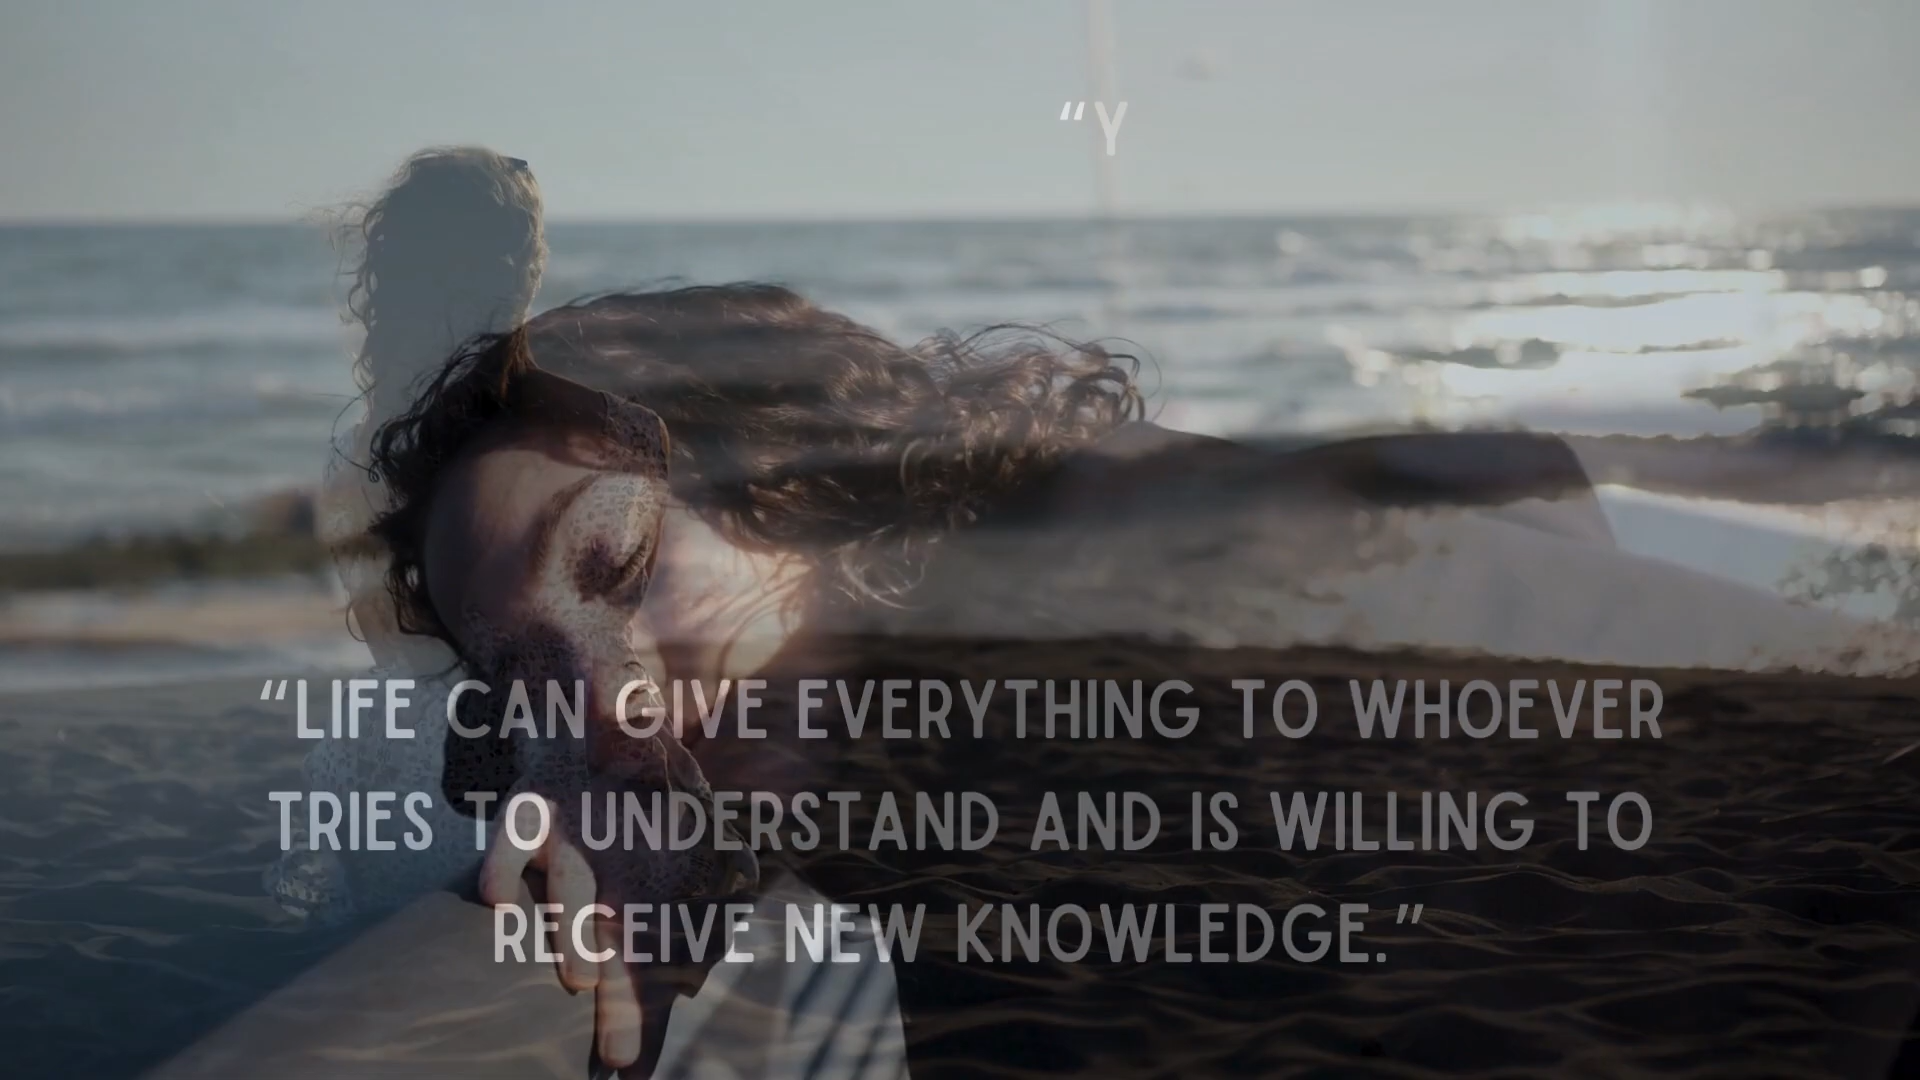 “Y
“LIFE CAN GIVE EVERYTHING TO WHOEVER
TRIES TO UNDERSTAND AND IS WILLING TO
RECEIVE NEW KNOWLEDGE.”